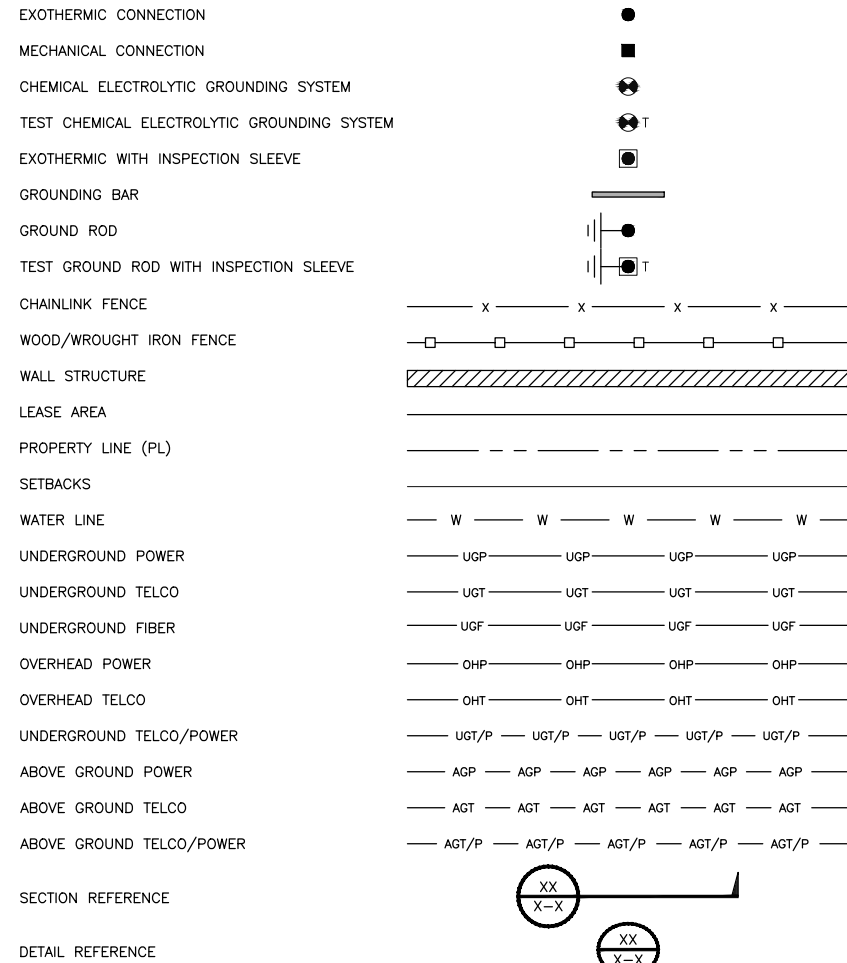 EXOTHERMIC CONNECTION
MECHANICAL CONNECTION
CHEMICAL ELECTROLYTIC GROUNDING SYSTEM
TEST CHEMICAL ELECTROLYTIC GROUNDING SYSTEM T
EXOTHERMIC WITH INSPECTION SLEEVE
GROUNDING BAR
GROUND ROD
TEST GROUND ROD WITH INSPECTION SLEEVE T
CHAINLINK FENCE X X X X
WOOD/WROUGHT IRON FENCE
WALL STRUCTURE
LEASE AREA
PROPERTY LINE (PL)
SETBACKS
WATER LINE W W W W W
UNDERGROUND POWER UGP UGP UGP UGP
UNDERGROUND TELCO UGT UGT UGT UGT
UNDERGROUND FIBER UGF UGF UGF UGF
OVERHEAD POWER OHP OHP OHP OHP
OVERHEAD TELCO OHT OHT OHT OHT
UNDERGROUND TELCO/POWER UGT/P UGT/P UGT/P UGT/P UGT/P
ABOVE GROUND POWER AGP AGP AGP AGP AGP AGP
ABOVE GROUND TELCO AGT AGT AGT AGT AGT AGT
ABOVE GROUND TELCO/POWER AGT/P AGT/P AGT/P AGT/P AGT/P
XX
SECTION REFERENCE X-X
XX
DETAIL REFERENCE X-X